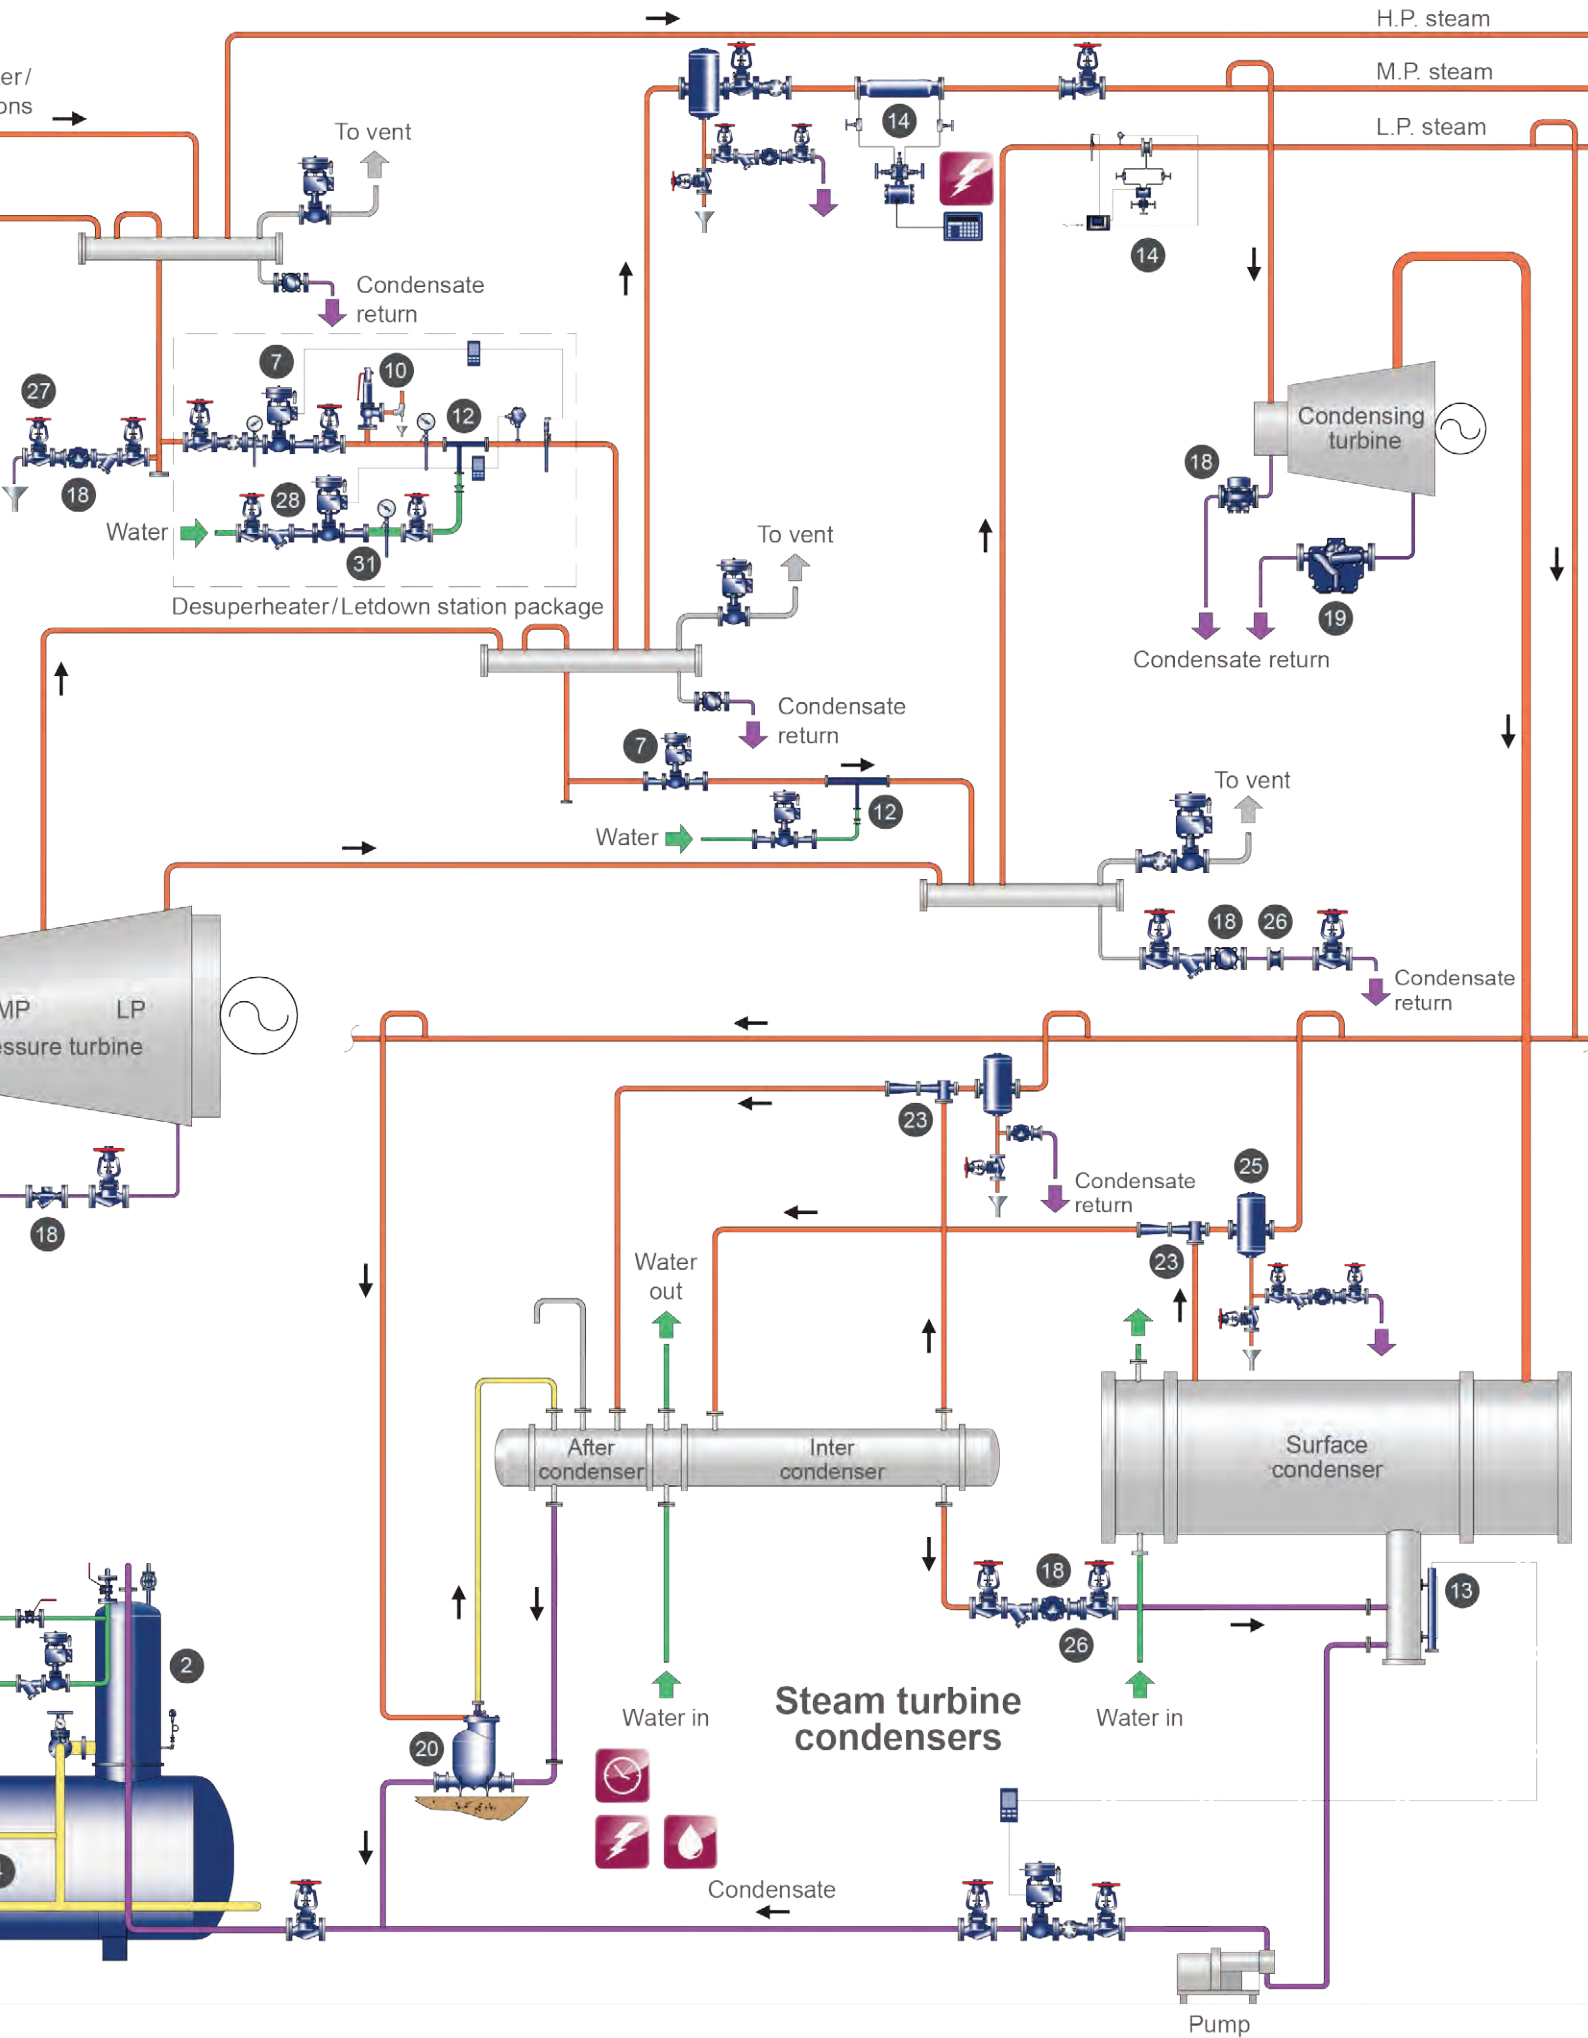 H.P. steam
er/
ons
M.P. steam
To vent
14
L.P. steam
14
Condensate
return
7
10
27
12
Condensing
turbine
18
18
28
Water
31
To vent
Desuperheater/Letdown station package
19
Condensate return
Condensate
return
7
To vent
12
Water
18
26
Condensate
return
MP
LP
essure turbine
23
25
Condensate
return
18
Water
out
23
After
condenser
Inter
condenser
Surface
condenser
18
13
26
2
Steam turbine
condensers
Water in
Water in
20
Condensate
Pump